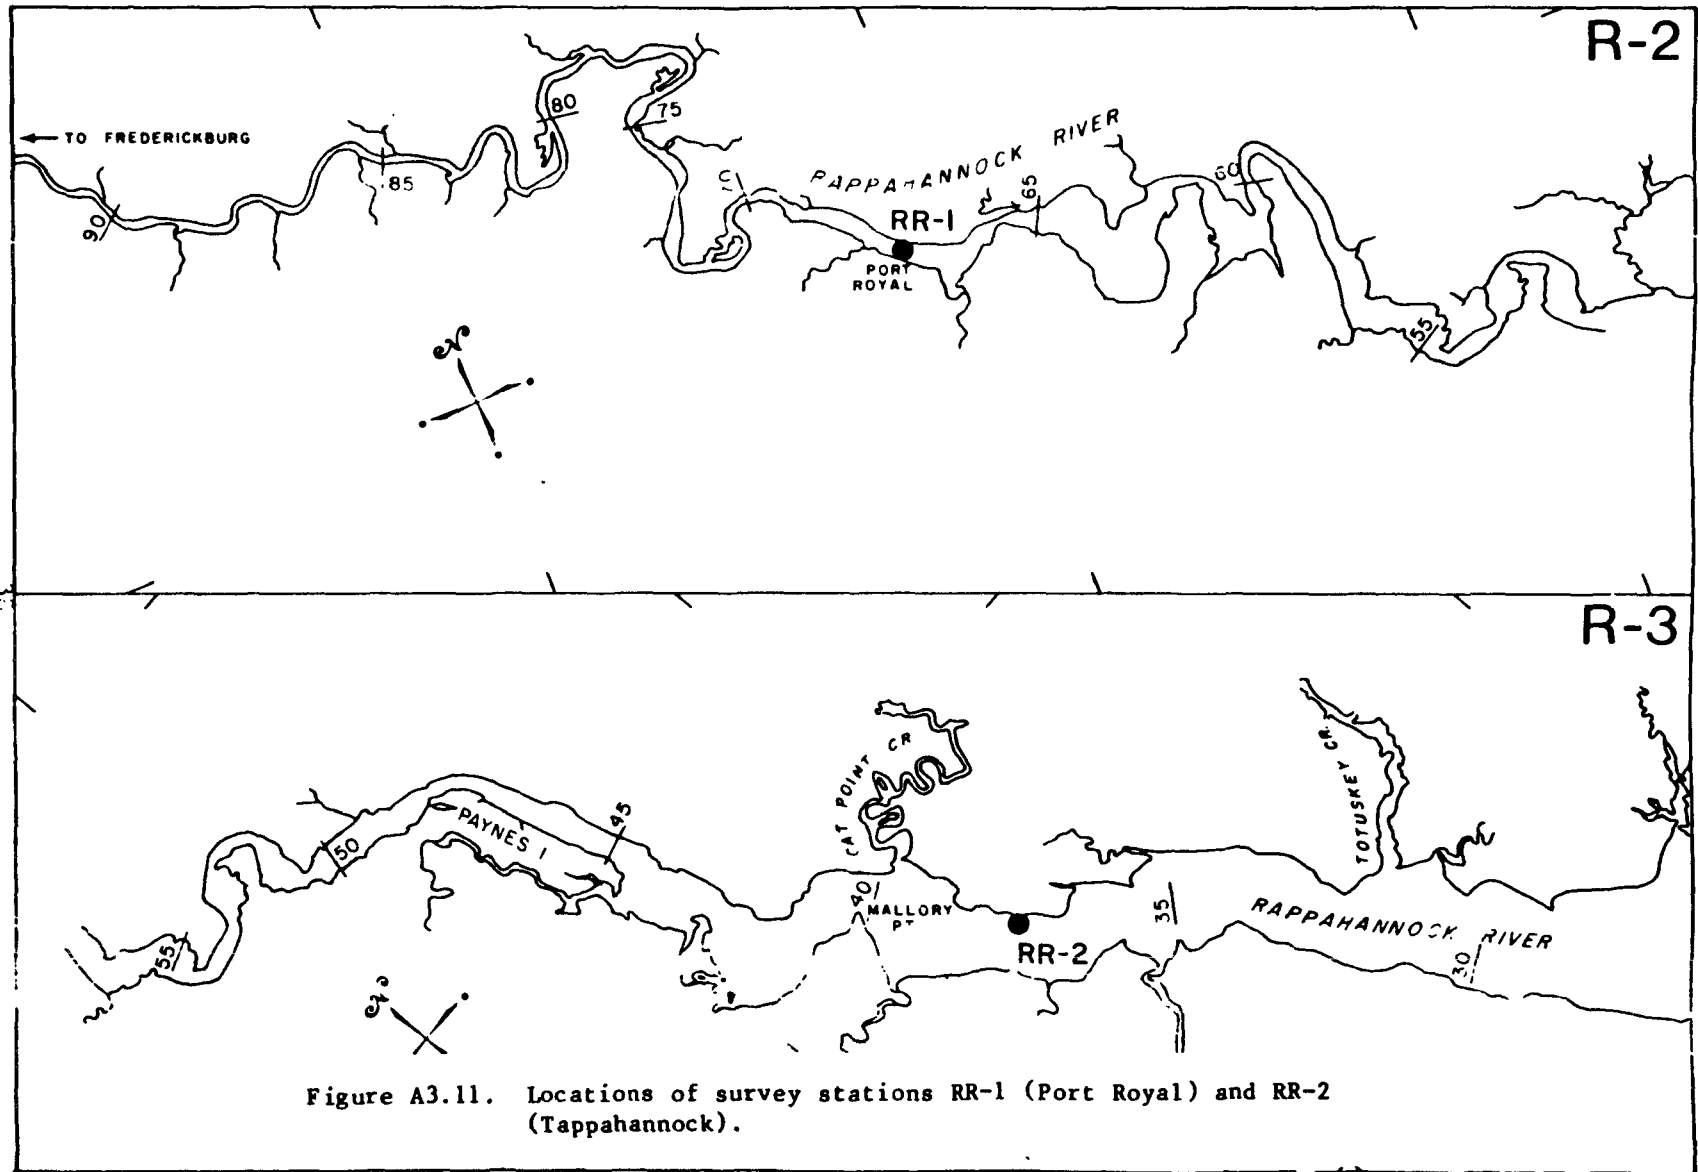 R-2
TO FREDERICKBURG
80
75
RAPPAHANNOCK RIVER
85
90
65
60
RR-1
PORT
ROYAL
55
N
R-3
CAT POINT CR
TOTUSKEY CR.
PAYNES I
45
50
40
MALLORY
PT
35
RAPPAHANNOCK RIVER
RR-2
55
30
N
Figure A3.11. Locations of survey stations RR-1 (Port Royal) and RR-2
(Tappahannock).